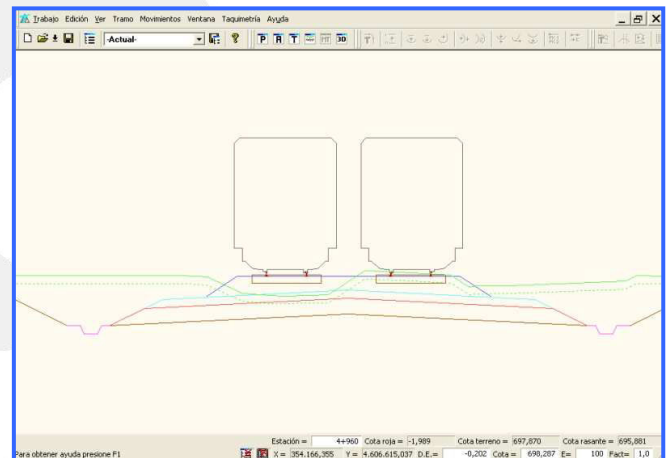 Trabajo Edición Ver Tramo Movimientos Ventana Taquimetría Ayuda
-Actual-
P R T 3D
Estación = 4+960 Cota roja = -1,989 Cota terreno = 697,870 Cota rasante = 695,881
Para obtener ayuda presione F1 X = 354.166,355 Y = 4.606.615,037 D.E.= -0,202 Cota = 698,287 E= 100 Fact= 1,0